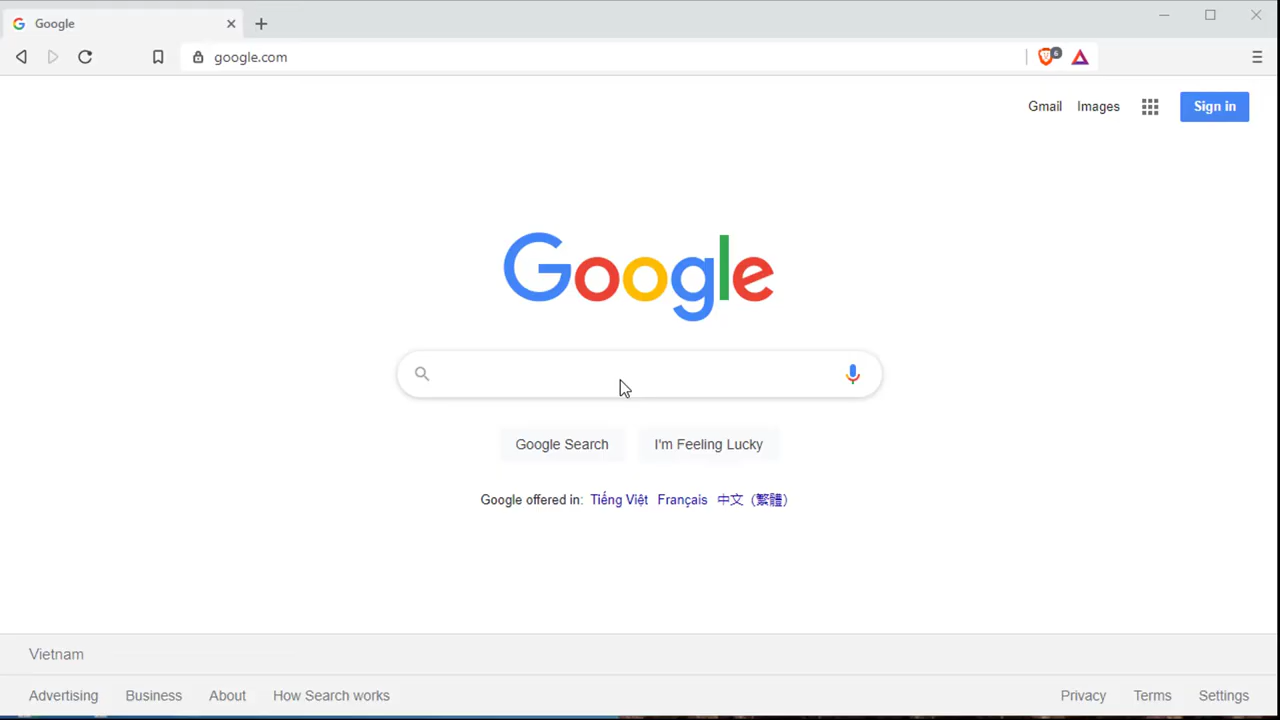 Google
google.com
6
Gmail Images Sign in
Google
Google Search I'm Feeling Lucky
Google offered in: Tiếng Việt Français 中文（繁體）
Vietnam
Advertising Business About How Search works Privacy Terms Settings